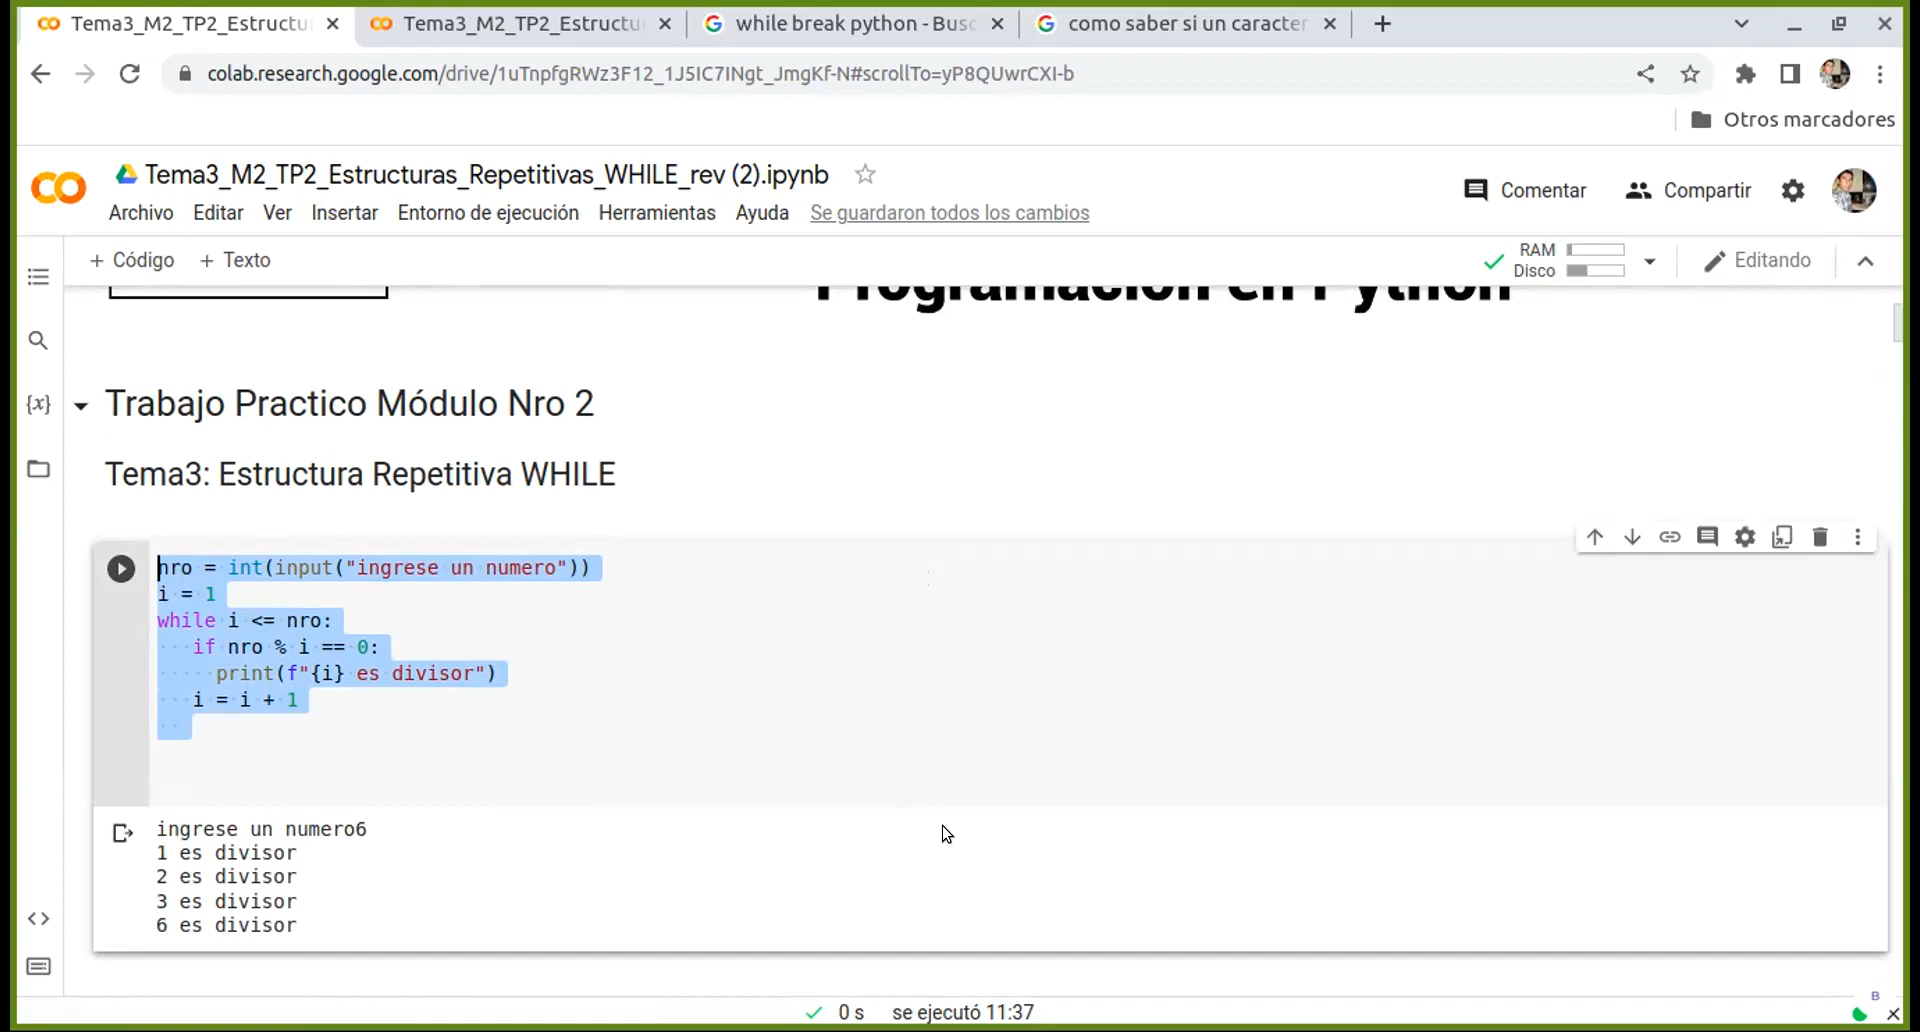 Tema3_M2_TP2_Estructu
Tema3_M2_TP2_Estructu
while break python - Busc
como saber si un caracter
colab.research.google.com/drive/1uTnpfgRWz3F12_1J5IC7INgt_JmgKf-N#scrollTo=yP8QUwrCXI-b
Otros marcadores
Tema3_M2_TP2_Estructuras_Repetitivas_WHILE_rev (2).ipynb
Comentar
Compartir
Archivo Editar Ver Insertar Entorno de ejecución Herramientas Ayuda Se guardaron todos los cambios
+ Código + Texto
RAM
Disco
Editando
Programación en Python
Trabajo Practico Módulo Nro 2
Tema3: Estructura Repetitiva WHILE
nro = int(input("ingrese un numero"))
i = 1
while i <= nro:
   if nro % i == 0:
     print(f"{i} es divisor")
   i = i + 1
ingrese un numero6
1 es divisor
2 es divisor
3 es divisor
6 es divisor
0 s se ejecutó 11:37
B